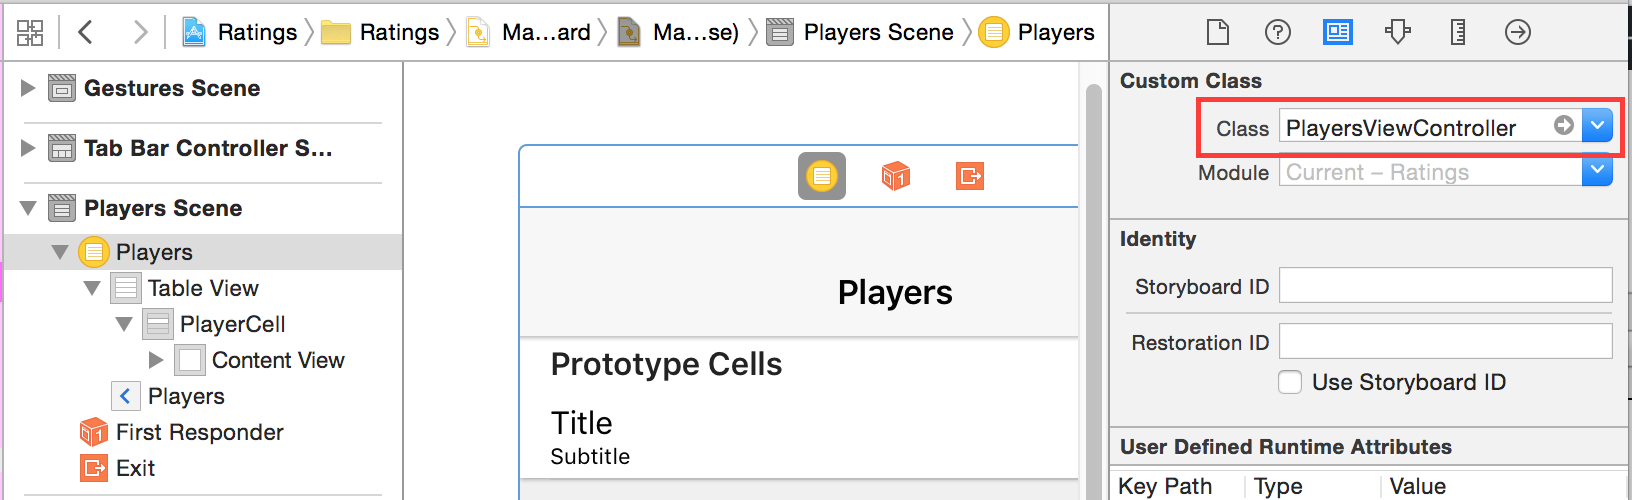 Ratings Ratings Ma...ard Ma...se) Players Scene Players
Gestures Scene
Tab Bar Controller S...
Players Scene
Players
Table View
PlayerCell
Content View
Players
First Responder
Exit
1
Players
Prototype Cells
Title
Subtitle
Custom Class
Class PlayersViewController
Module Current – Ratings
Identity
Storyboard ID
Restoration ID
Use Storyboard ID
User Defined Runtime Attributes
Key Path Type Value